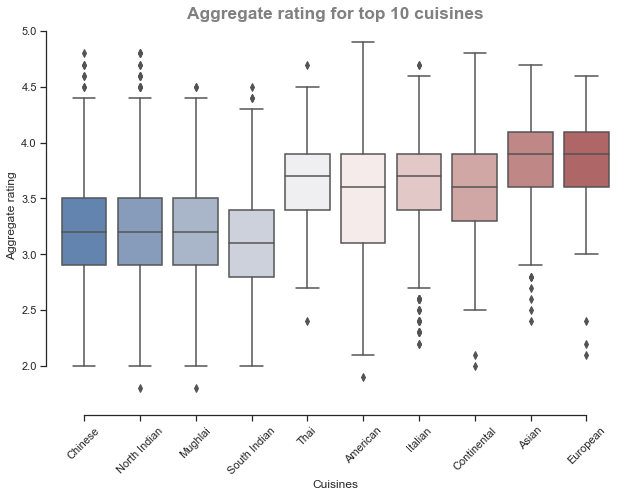 Aggregate rating for top 10 cuisines
5.0
4.5
4.0
3.5
3.0
2.5
2.0
Aggregate rating
Chinese
North Indian
Mughlai
South Indian
Thai
American
Italian
Continental
Asian
European
Cuisines